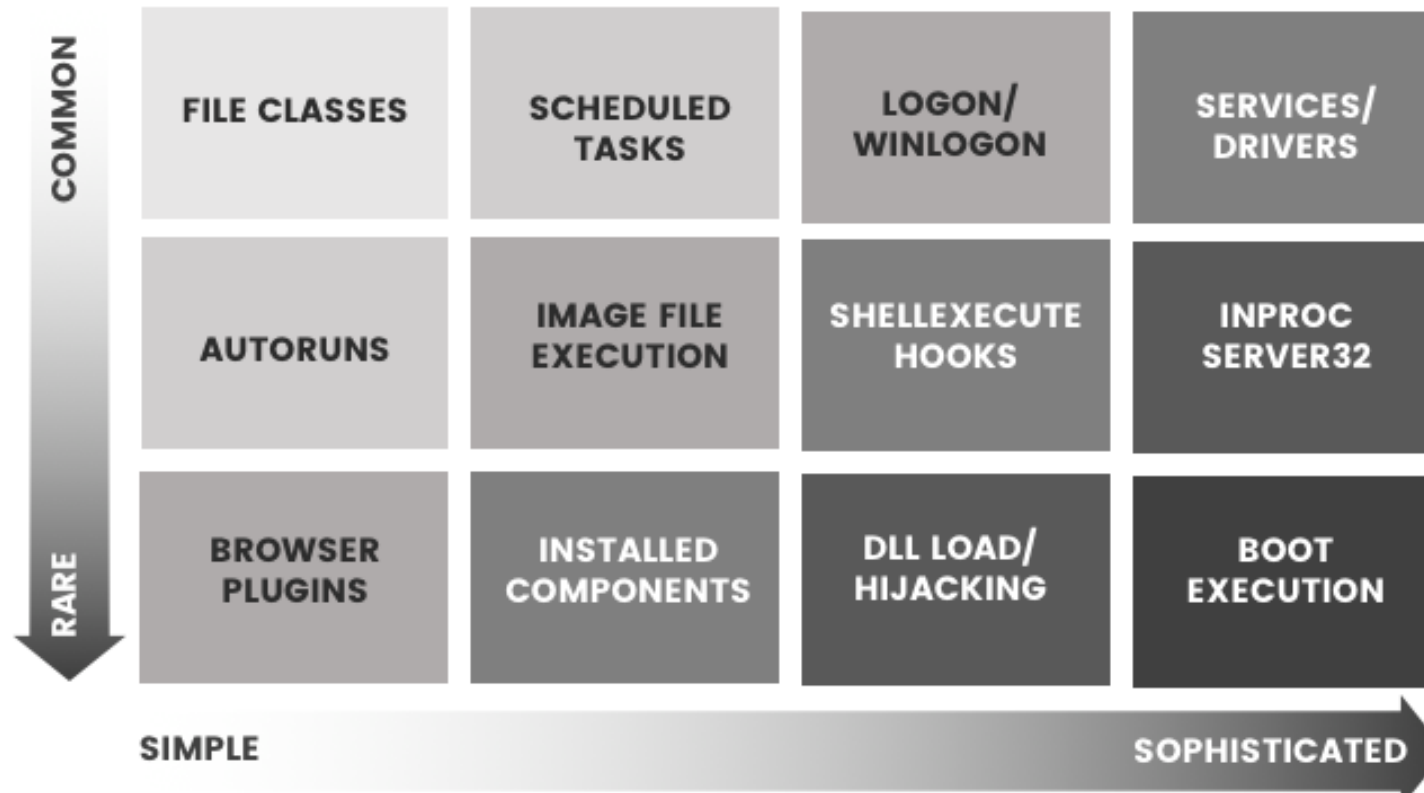 COMMON
FILE CLASSES
SCHEDULED
TASKS
LOGON/
WINLOGON
SERVICES/
DRIVERS
AUTORUNS
IMAGE FILE
EXECUTION
SHELLEXECUTE
HOOKS
INPROC
SERVER32
RARE
BROWSER
PLUGINS
INSTALLED
COMPONENTS
DLL LOAD/
HIJACKING
BOOT
EXECUTION
SIMPLE
SOPHISTICATED